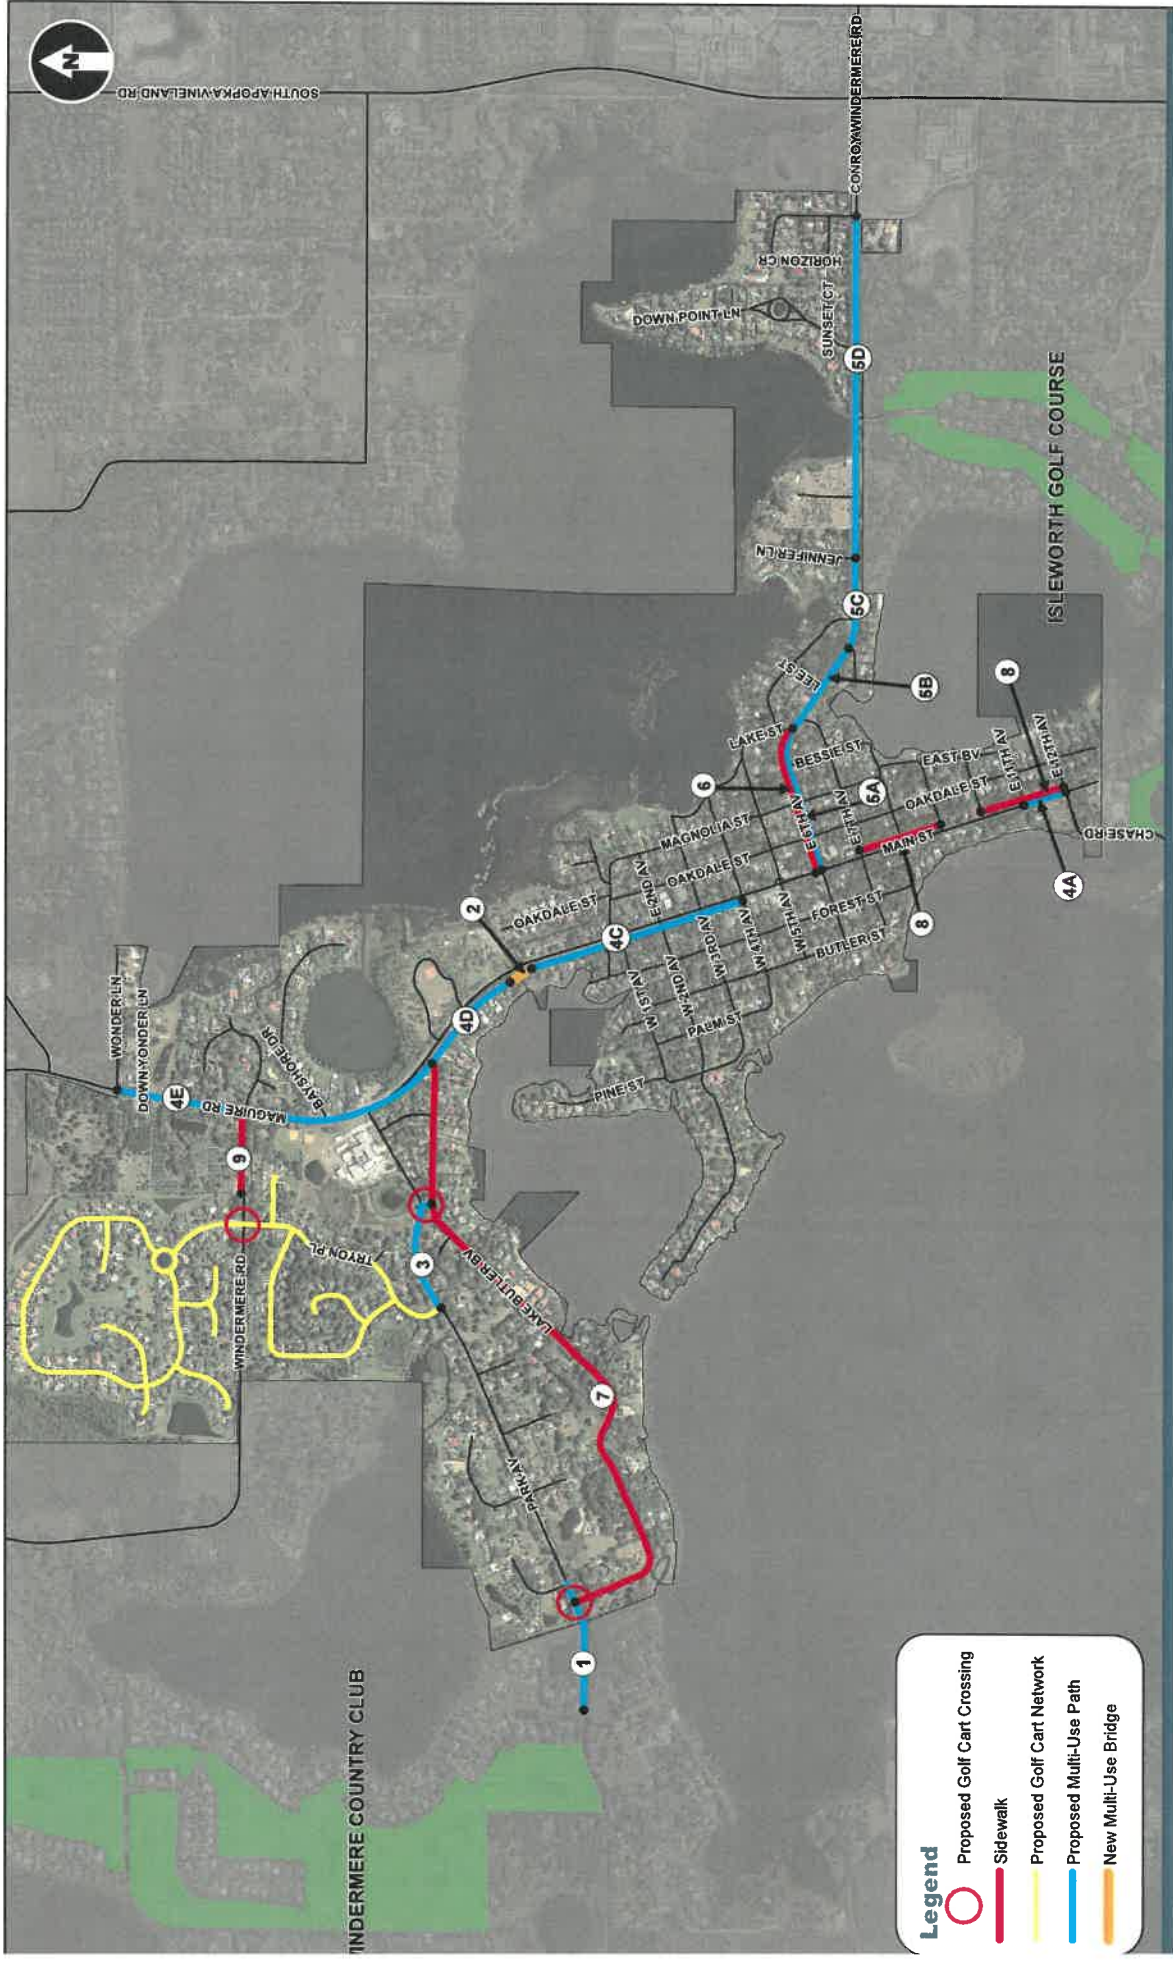 N
SOUTH APOPKA-VINELAND RD
CONROY-WINDERMERE RD
HORIZON CR
DOWN POINT LN
SUNSET CT
5D
ISLEWORTH GOLF COURSE
JENNIFER LN
5C
LEE ST
5B
8
LAKE ST
BESSIE ST
EAST BV
E 11TH AV
E 12TH AV
6
5A
OAKDALE ST
MAGNOLIA ST
E 6TH AV
E 7TH AV
MAIN ST
CHASE RD
4A
8
E 2ND AV
OAKDALE ST
OAKDALE ST
2
4C
W 1ST AV
W 2ND AV
W 3RD AV
W 4TH AV
W 5TH AV
FOREST ST
BUTLER ST
PALM ST
PINE ST
WONDER LN
DOWN YONDER LN
4E
MAGUIRE RD
BAYSHORE DR
4D
9
WINDERMERE RD
TRYON PL
3
LAKE BUTLER BV
7
PARK AV
1
INDERMERE COUNTRY CLUB
Legend
Proposed Golf Cart Crossing
Sidewalk
Proposed Golf Cart Network
Proposed Multi-Use Path
New Multi-Use Bridge